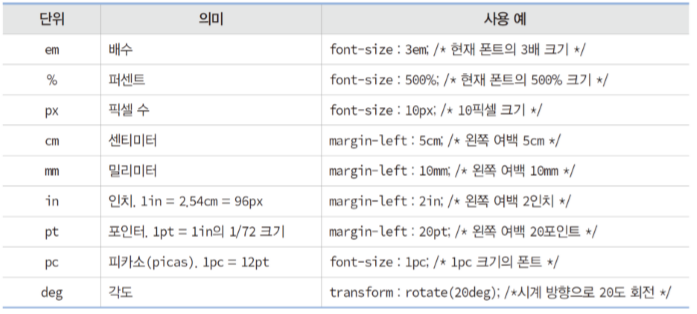 단위 의미 사용 예
em 배수 font-size : 3em; /* 현재 폰트의 3배 크기 */
% 퍼센트 font-size : 500%; /* 현재 폰트의 500% 크기 */
px 픽셀 수 font-size : 10px; /* 10픽셀 크기 */
cm 센티미터 margin-left : 5cm; /* 왼쪽 여백 5cm */
mm 밀리미터 margin-left : 10mm; /* 왼쪽 여백 10mm */
in 인치. 1in = 2.54cm = 96px margin-left : 2in; /* 왼쪽 여백 2인치 */
pt 포인터. 1pt = 1in의 1/72 크기 margin-left : 20pt; /* 왼쪽 여백 20포인트 */
pc 피카소(picas). 1pc = 12pt font-size : 1pc; /* 1pc 크기의 폰트 */
deg 각도 transform : rotate(20deg); /*시계 방향으로 20도 회전 */